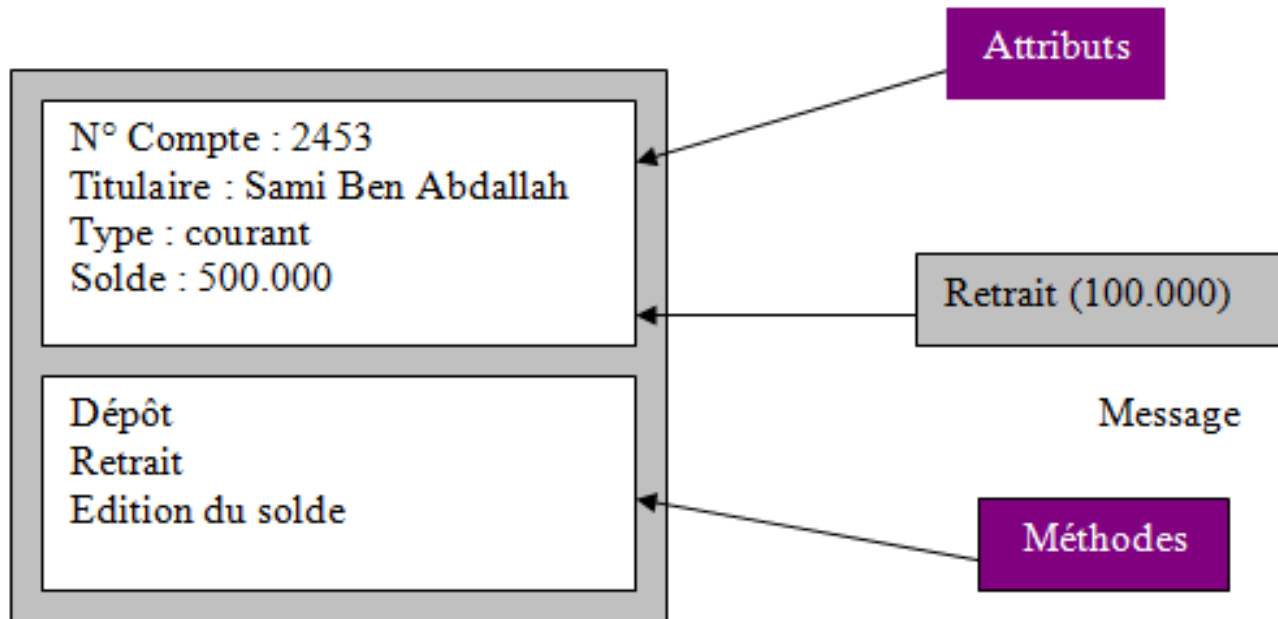 Attributs
N° Compte : 2453
Titulaire : Sami Ben Abdallah
Type : courant
Solde : 500.000
Retrait (100.000)
Dépôt
Retrait
Edition du solde
Message
Méthodes